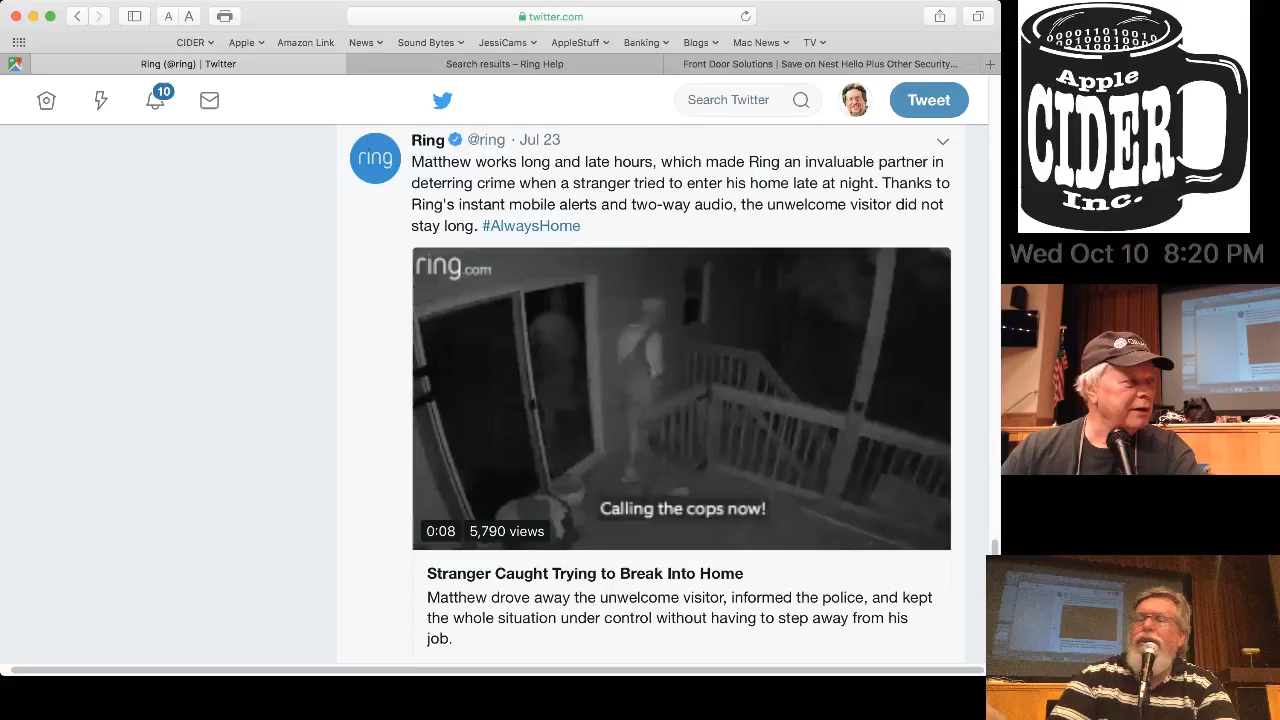 A A
twitter.com
CIDER Apple Amazon Link News Sound Bytes JessiCams AppleStuff Banking Blogs Mac News TV
Ring (@ring) | Twitter
Search results – Ring Help
Front Door Solutions | Save on Nest Hello Plus Other Security...
10
Search Twitter
Tweet
ring
Ring @ring · Jul 23
Matthew works long and late hours, which made Ring an invaluable partner in
deterring crime when a stranger tried to enter his home late at night. Thanks to
Ring's instant mobile alerts and two-way audio, the unwelcome visitor did not
stay long. #AlwaysHome
ring.com
Calling the cops now!
0:08 5,790 views
Stranger Caught Trying to Break Into Home
Matthew drove away the unwelcome visitor, informed the police, and kept
the whole situation under control without having to step away from his
job.
000011010010
Apple
CIDER
Inc.
Wed Oct 10 8:20 PM